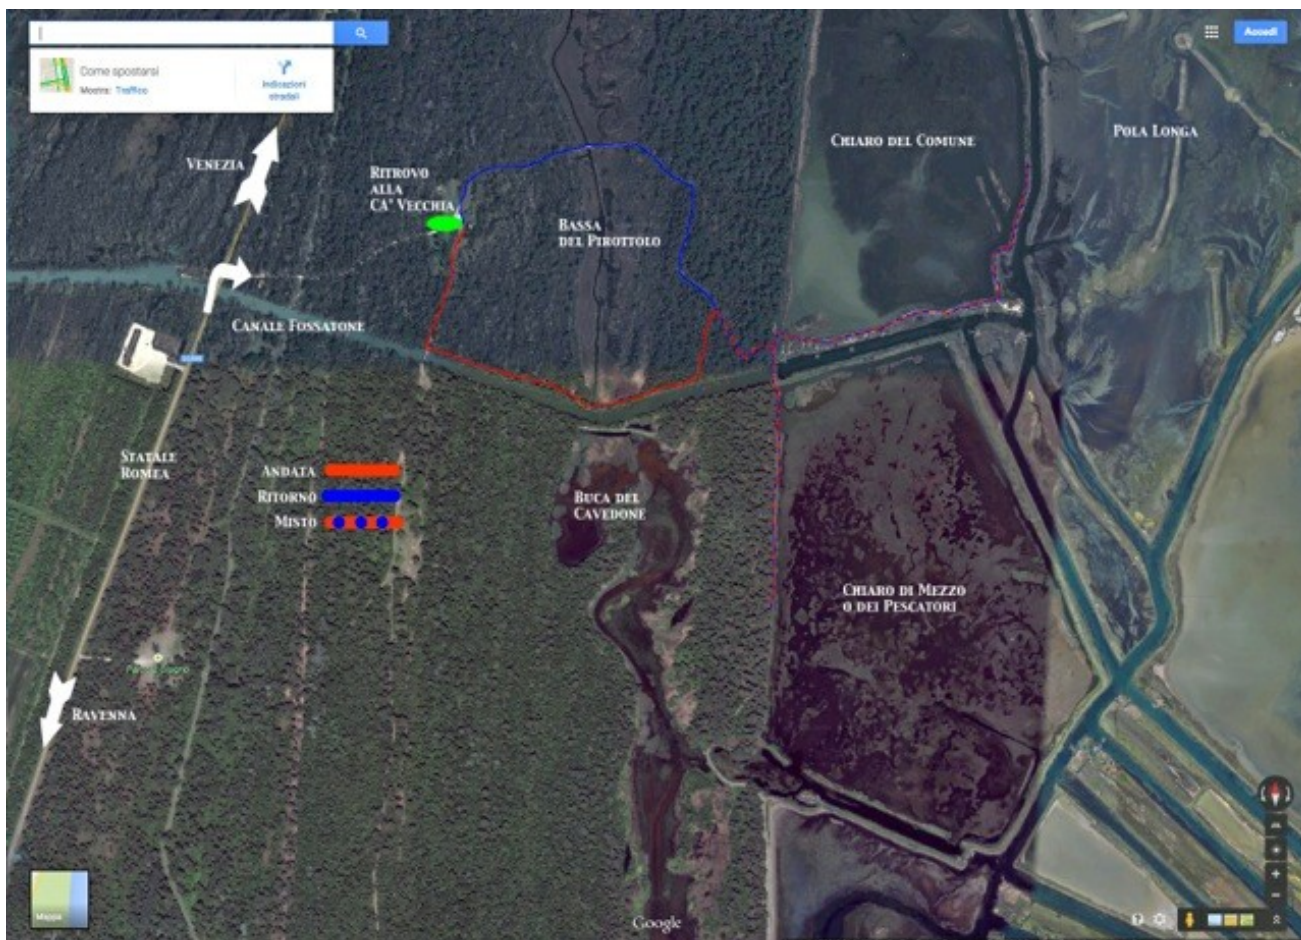 Accedi
Come spostarsi
Mostra: Traffico
Indicazioni
stradali
VENEZIA
RITROVO
ALLA
CA' VECCHIA
BASSA
DEL PIROTTOLO
CHIARO DEL COMUNE
POLA LONGA
CANALE FOSSATONE
STATALE
ROMEA
ANDATA
RITORNO
MISTO
BUCA DEL
CAVEDONE
CHIARO DI MEZZO
O DEI PESCATORI
RAVENNA
Mappa
Google